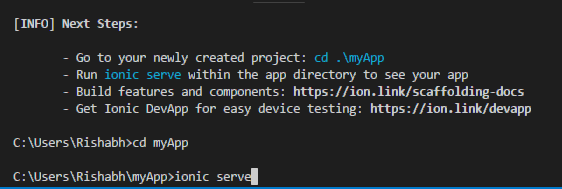 [INFO] Next Steps:
- Go to your newly created project: cd .\myApp
- Run ionic serve within the app directory to see your app
- Build features and components: https://ion.link/scaffolding-docs
- Get Ionic DevApp for easy device testing: https://ion.link/devapp
C:\Users\Rishabh>cd myApp
C:\Users\Rishabh\myApp>ionic serve